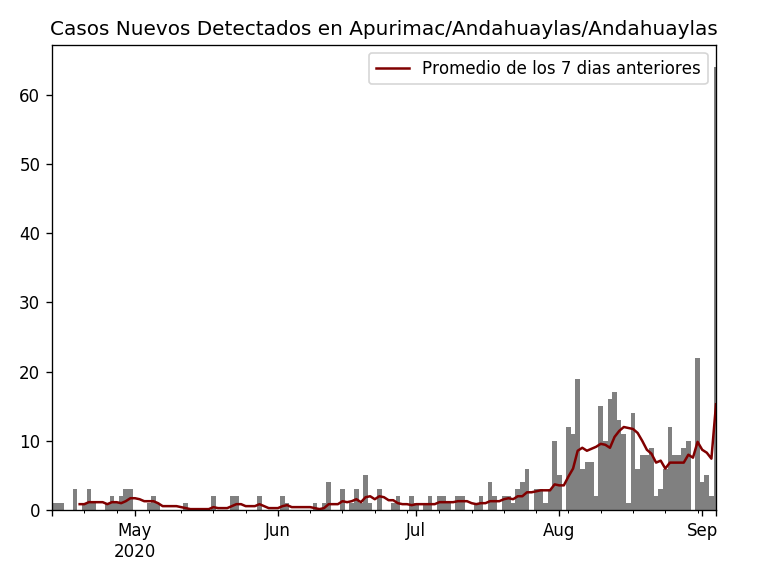 Casos Nuevos Detectados en Apurimac/Andahuaylas/Andahuaylas
Promedio de los 7 dias anteriores
60
50
40
30
20
10
0
May Jun Jul Aug Sep
2020